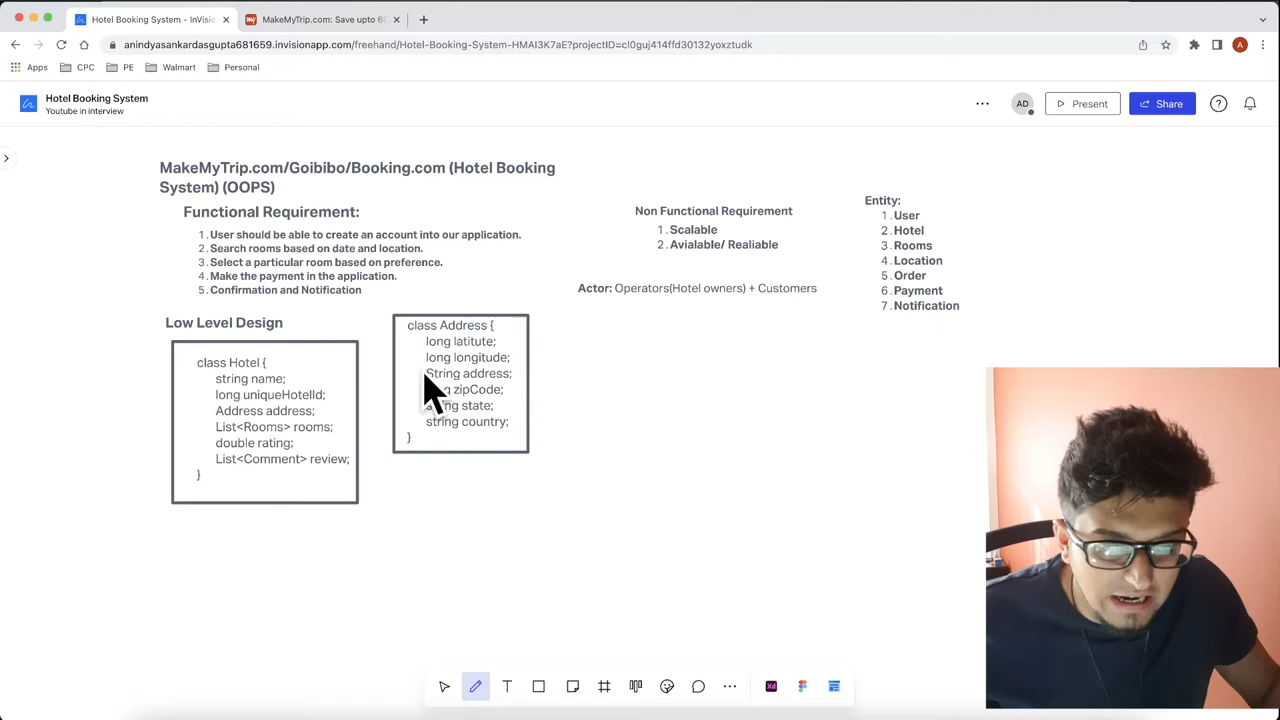 Hotel Booking System - InVisio
MakeMyTrip.com: Save upto 60
anindyasankardasgupta681659.invisionapp.com/freehand/Hotel-Booking-System-HMAI3K7aE?projectID=cl0guj414ffd30132yoxztudk
A
Apps
CPC
PE
Walmart
Personal
Hotel Booking System
Youtube in interview
AD
Present
Share
MakeMyTrip.com/Goibibo/Booking.com (Hotel Booking
System) (OOPS)
Functional Requirement:
1. User should be able to create an account into our application.
2. Search rooms based on date and location.
3. Select a particular room based on preference.
4. Make the payment in the application.
5. Confirmation and Notification
Non Functional Requirement
1. Scalable
2. Avialable/ Realiable
Actor: Operators(Hotel owners) + Customers
Entity:
1. User
2. Hotel
3. Rooms
4. Location
5. Order
6. Payment
7. Notification
Low Level Design
class Hotel {
string name;
long uniqueHotelId;
Address address;
List<Rooms> rooms;
double rating;
List<Comment> review;
}
class Address {
long latitute;
long longitude;
String address;
zipCode;
state;
string country;
}
T
Xd